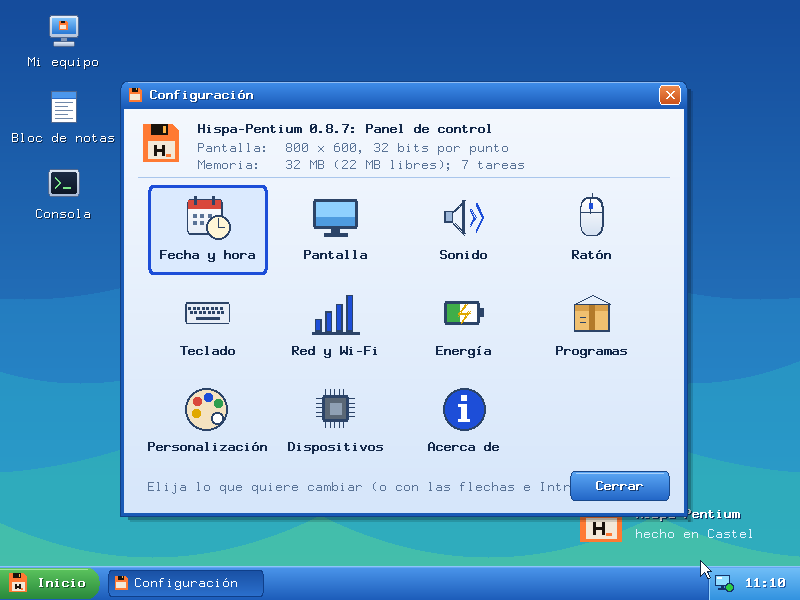 Mi equipo
Bloc de notas
Consola
Configuración
Hispa-Pentium 0.8.7: Panel de control
Pantalla: 800 x 600, 32 bits por punto
Memoria: 32 MB (22 MB libres); 7 tareas
Fecha y hora
Pantalla
Sonido
Ratón
Teclado
Red y Wi-Fi
Energía
Programas
Personalización
Dispositivos
Acerca de
Elija lo que quiere cambiar (o con las flechas e Intr
Cerrar
Hispa-Pentium
hecho en Castel
H
Inicio
Configuración
11:10